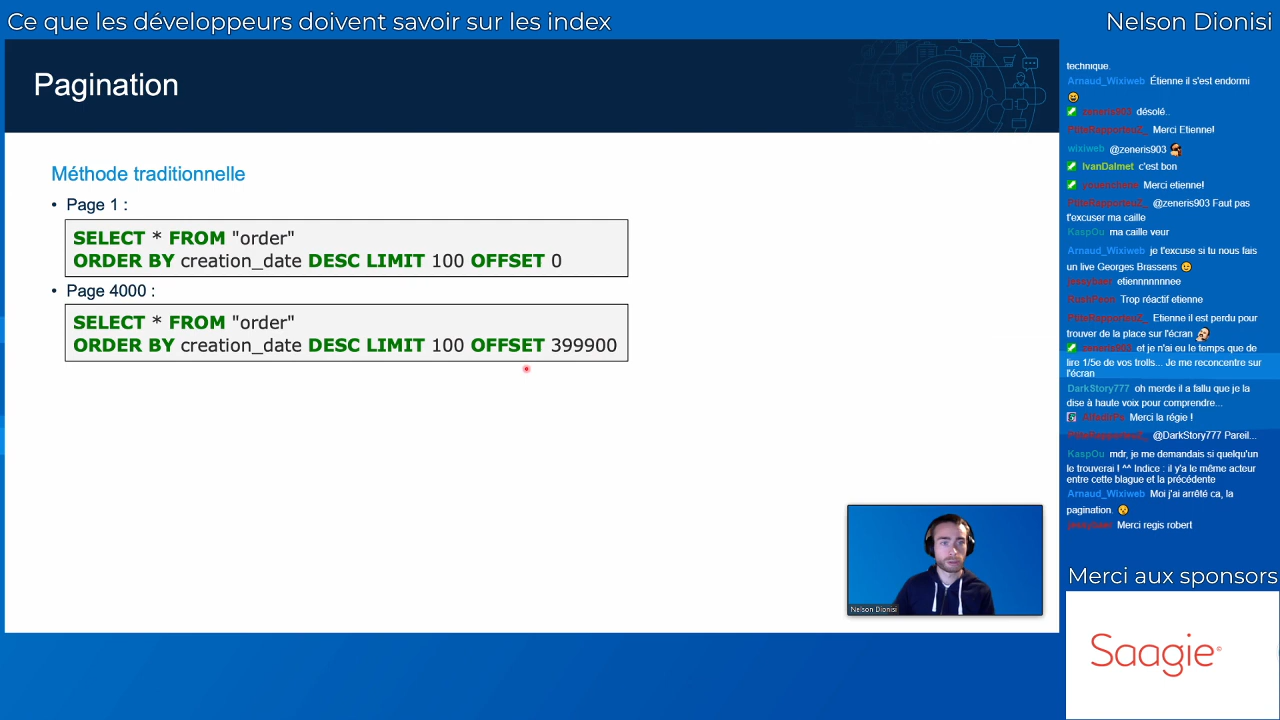 Ce que les développeurs doivent savoir sur les index
Nelson Dionisi
Pagination
Méthode traditionnelle
• Page 1 :
SELECT * FROM "order"
ORDER BY creation_date DESC LIMIT 100 OFFSET 0
• Page 4000 :
SELECT * FROM "order"
ORDER BY creation_date DESC LIMIT 100 OFFSET 399900
Nelson Dionisi
technique.
Arnaud_Wixiweb Étienne il s'est endormi
zeneris903 désolé..
Merci Etienne!
wixiweb @zeneris903
IvanDalmet c'est bon
Merci etienne!
@zeneris903 Faut pas
t'excuser ma caille
KaspOu ma caille veur
Arnaud_Wixiweb je t'excuse si tu nous fais
un live Georges Brassens
etiennnnnnnee
Trop réactif etienne
Etienne il est perdu pour
trouver de la place sur l'écran
zeneris903 et je n'ai eu le temps que de
lire 1/5e de vos trolls... Je me reconcentre sur
l'écran
DarkStory777 oh merde il a fallu que je la
dise à haute voix pour comprendre...
Merci la régie !
@DarkStory777 Pareil...
KaspOu mdr, je me demandais si quelqu'un
le trouverai ! ^^ Indice : il y'a le même acteur
entre cette blague et la précédente
Arnaud_Wixiweb Moi j'ai arrêté ca, la
pagination.
Merci regis robert
Merci aux sponsors
Saagie